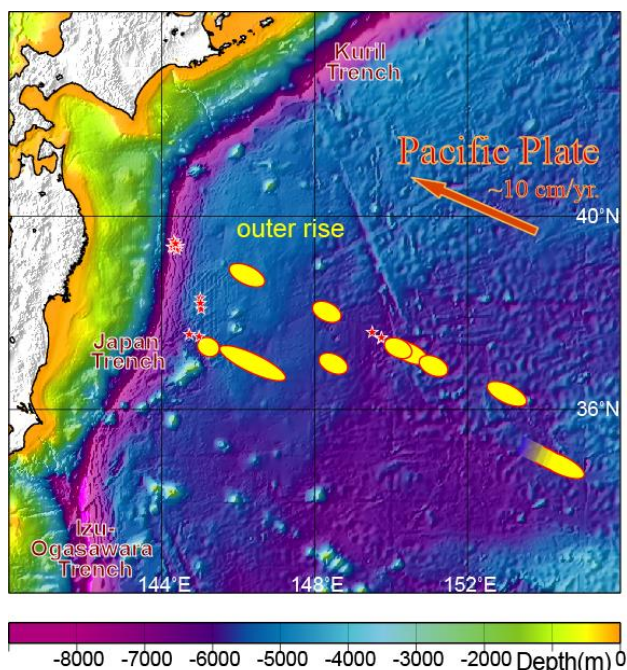 Kuril
Trench
Pacific Plate
~10 cm/yr.
40°N
outer rise
Japan
Trench
36°N
Izu-
Ogasawara
Trench
144°E 148°E 152°E
-8000 -7000 -6000 -5000 -4000 -3000 -2000 Depth(m) 0